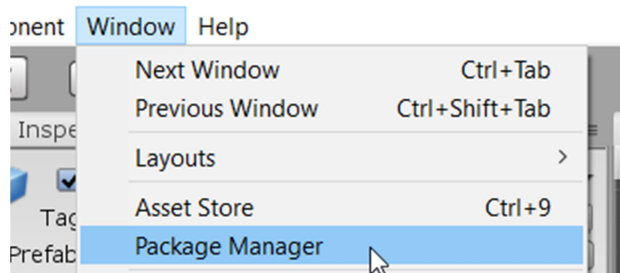 onent Window Help
Next Window Ctrl+Tab
Previous Window Ctrl+Shift+Tab
Inspe
Layouts
Asset Store Ctrl+9
Tag
Package Manager
Prefab